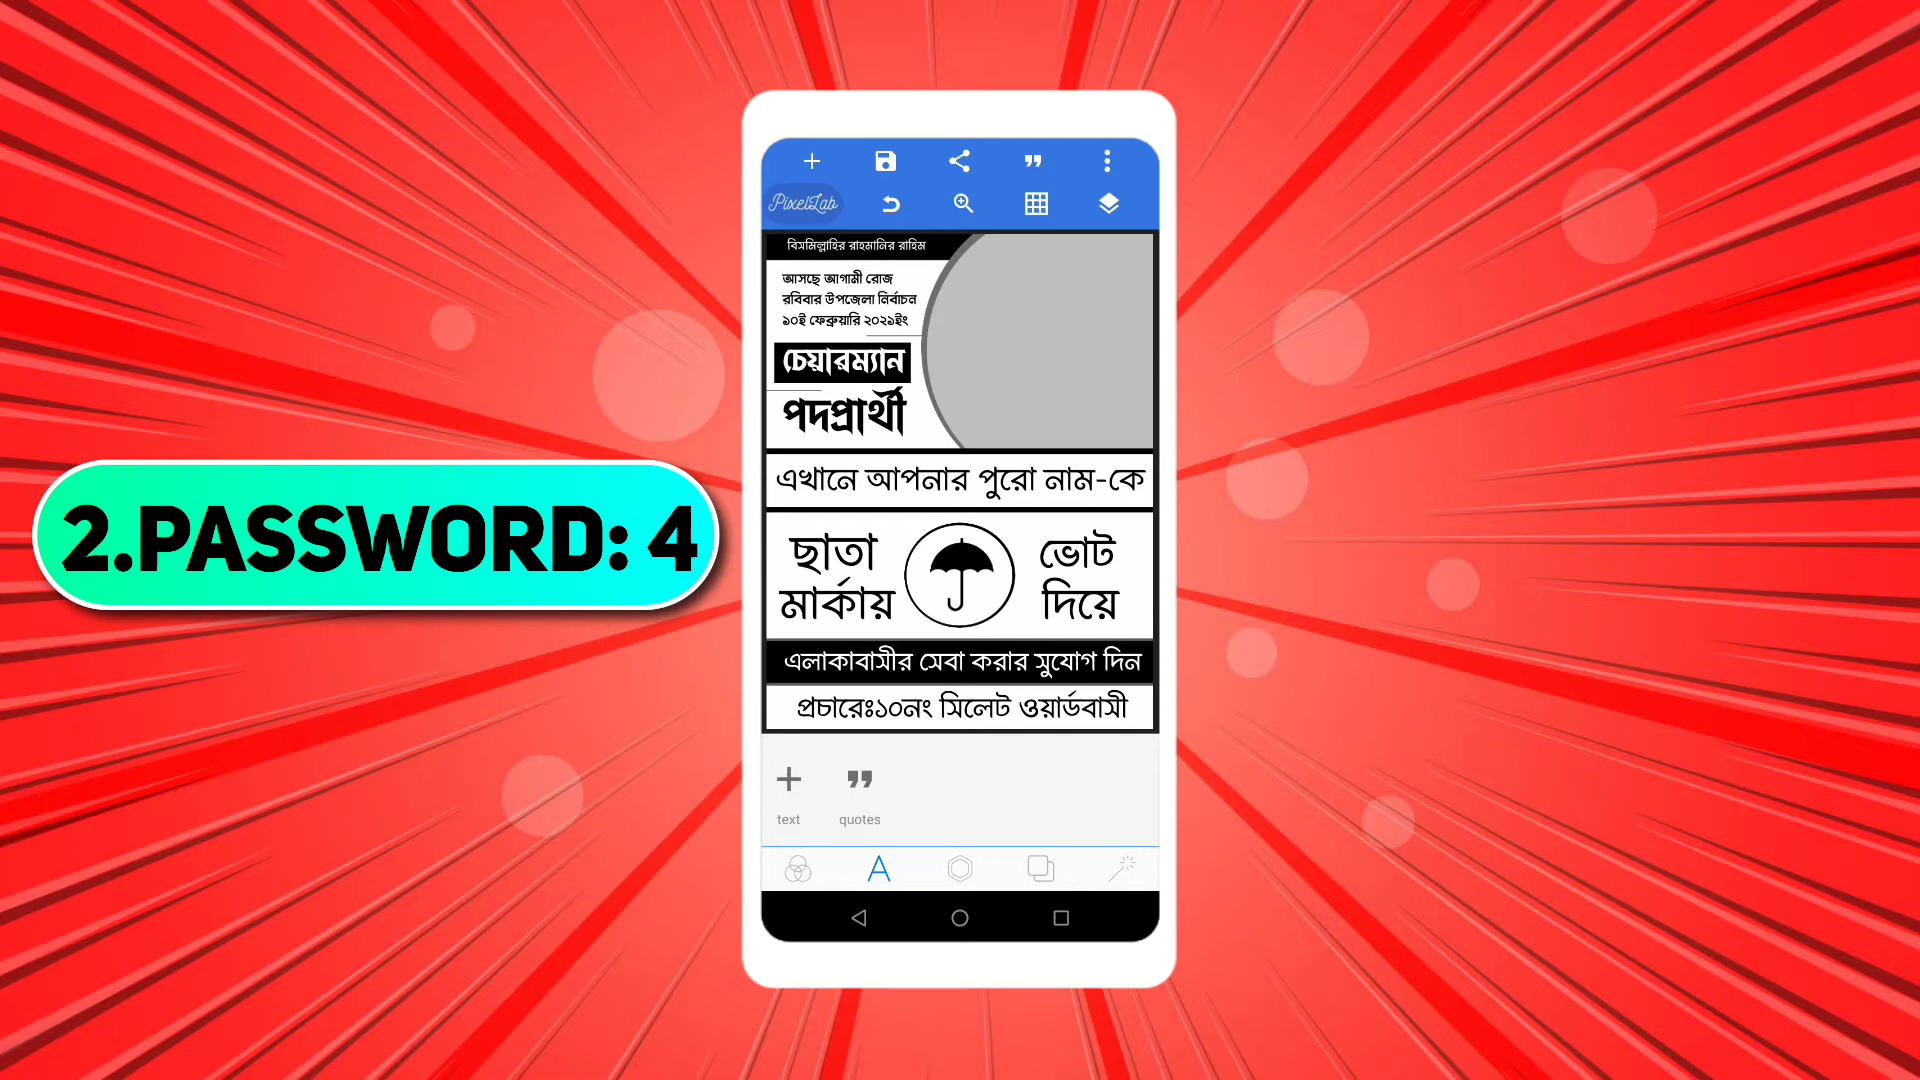 2.PASSWORD: 4
PixelLab
বিসমিল্লাহির রাহমানির রাহিম
আসছে আগামী রোজ
রবিবার উপজেলা নির্বাচন
১০ই ফেব্রুয়ারি ২০২১ইং
চেয়ারম্যান
পদপ্রার্থী
এখানে আপনার পুরো নাম-কে
ছাতা
মার্কায়
ভোট
দিয়ে
এলাকাবাসীর সেবা করার সুযোগ দিন
প্রচারেঃ১০নং সিলেট ওয়ার্ডবাসী
text
quotes